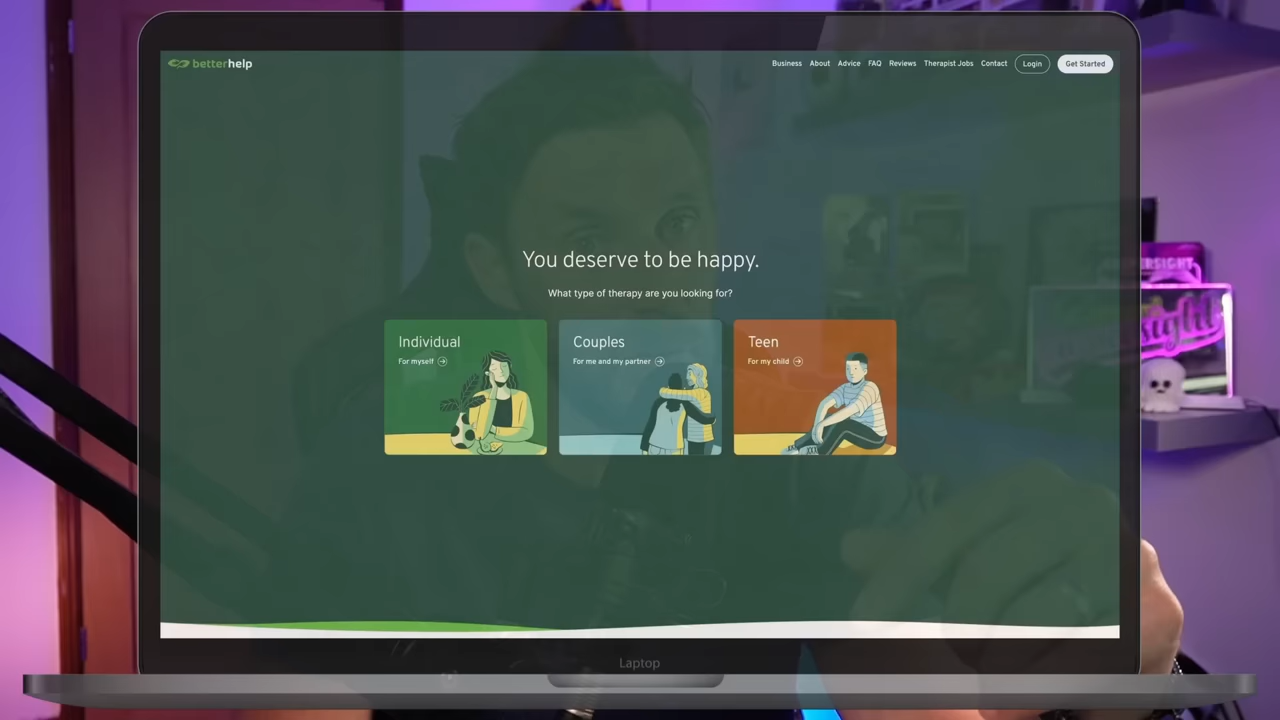 betterhelp
Business About Advice FAQ Reviews Therapist Jobs Contact Login Get Started
You deserve to be happy.
What type of therapy are you looking for?
Individual
For myself
Couples
For me and my partner
Teen
For my child
Laptop